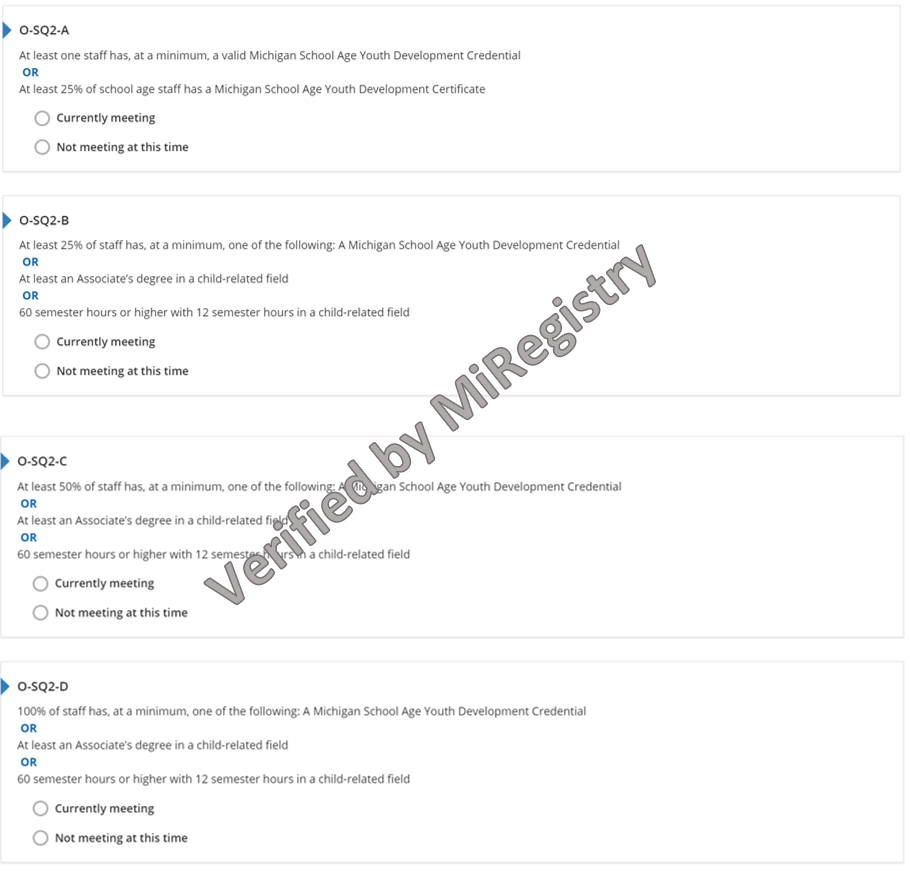 O-SQ2-A
At least one staff has, at a minimum, a valid Michigan School Age Youth Development Credential
OR
At least 25% of school age staff has a Michigan School Age Youth Development Certificate
Currently meeting
Not meeting at this time
O-SQ2-B
At least 25% of staff has, at a minimum, one of the following: A Michigan School Age Youth Development Credential
OR
At least an Associate's degree in a child-related field
OR
60 semester hours or higher with 12 semester hours in a child-related field
Currently meeting
Not meeting at this time
O-SQ2-C
At least 50% of staff has, at a minimum, one of the following: A Michigan School Age Youth Development Credential
OR
At least an Associate's degree in a child-related field
OR
60 semester hours or higher with 12 semester hours in a child-related field
Currently meeting
Not meeting at this time
O-SQ2-D
100% of staff has, at a minimum, one of the following: A Michigan School Age Youth Development Credential
OR
At least an Associate's degree in a child-related field
OR
60 semester hours or higher with 12 semester hours in a child-related field
Currently meeting
Not meeting at this time
Verified by MiRegistry